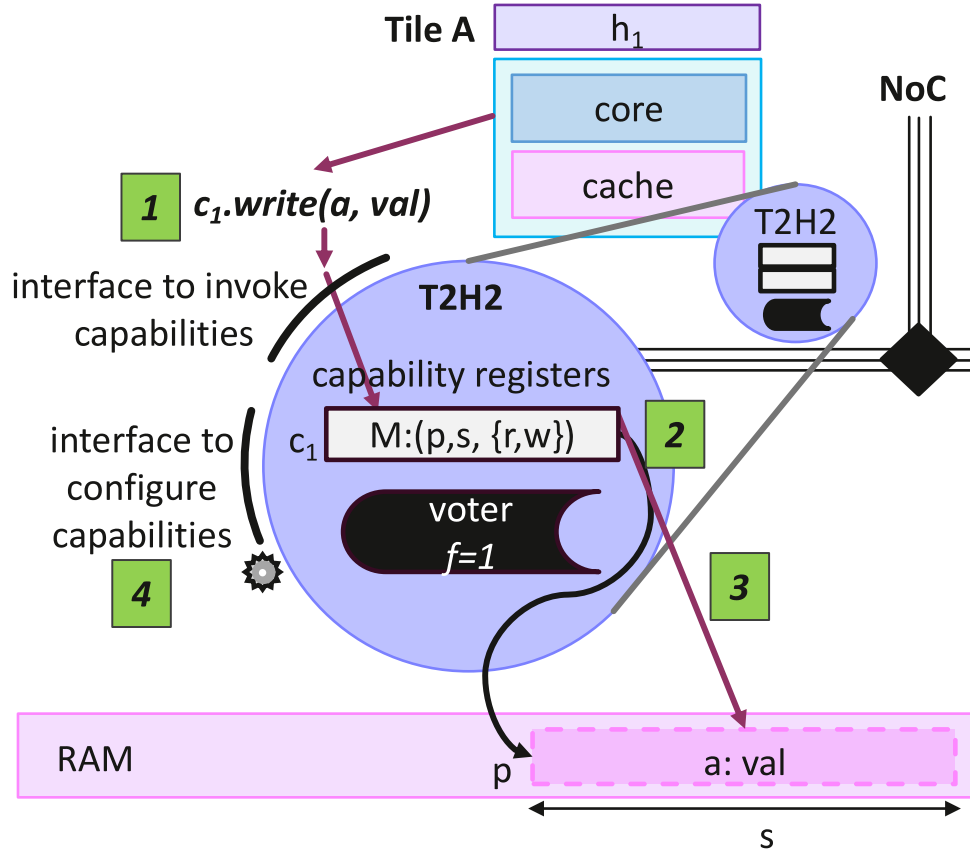 Tile A
h1
core
cache
NoC
T2H2
1
c1.write(a, val)
interface to invoke
capabilities
T2H2
capability registers
c1
M:(p,s, {r,w})
2
interface to
configure
capabilities
voter
f=1
4
3
RAM
p
a: val
s